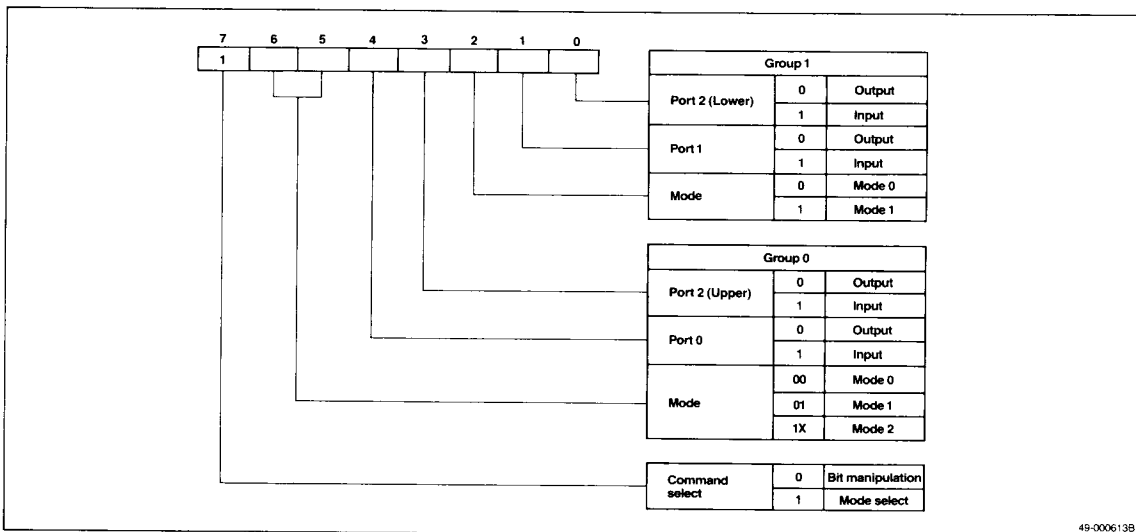 7 6 5 4 3 2 1 0
1
Group 1
Port 2 (Lower) 0 Output
1 Input
Port 1 0 Output
1 Input
Mode 0 Mode 0
1 Mode 1
Group 0
Port 2 (Upper) 0 Output
1 Input
Port 0 0 Output
1 Input
Mode 00 Mode 0
01 Mode 1
1X Mode 2
Command select 0 Bit manipulation
1 Mode select
49-000613B